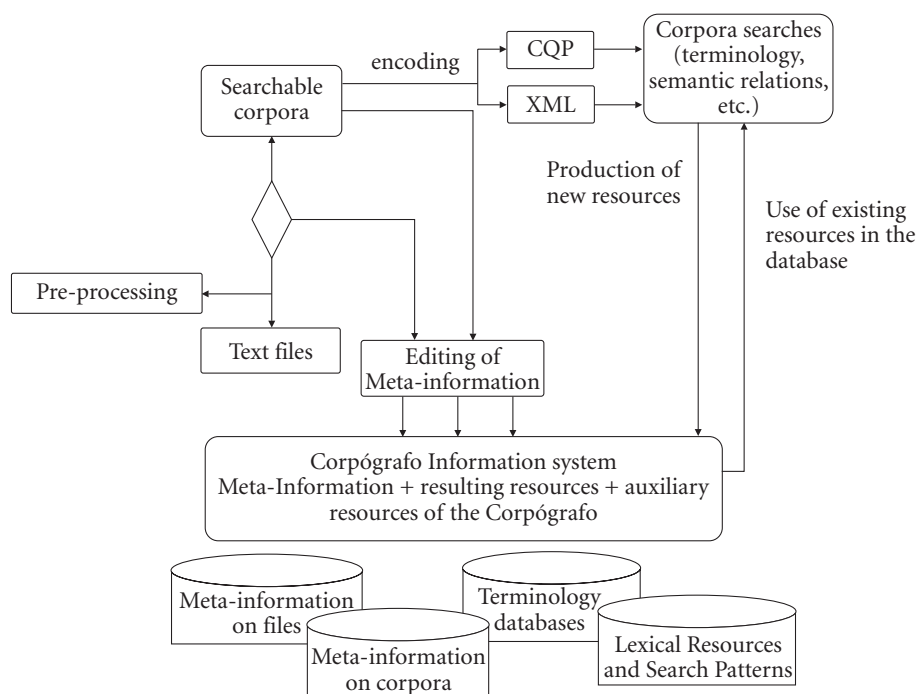 encoding
CQP
XML
Corpora searches
(terminology,
semantic relations,
etc.)
Searchable
corpora
Production of
new resources
Use of existing
resources in the
database
Pre-processing
Text files
Editing of
Meta-information
Corpógrafo Information system
Meta-Information + resulting resources + auxiliary
resources of the Corpógrafo
Meta-information
on files
Terminology
databases
Meta-information
on corpora
Lexical Resources
and Search Patterns